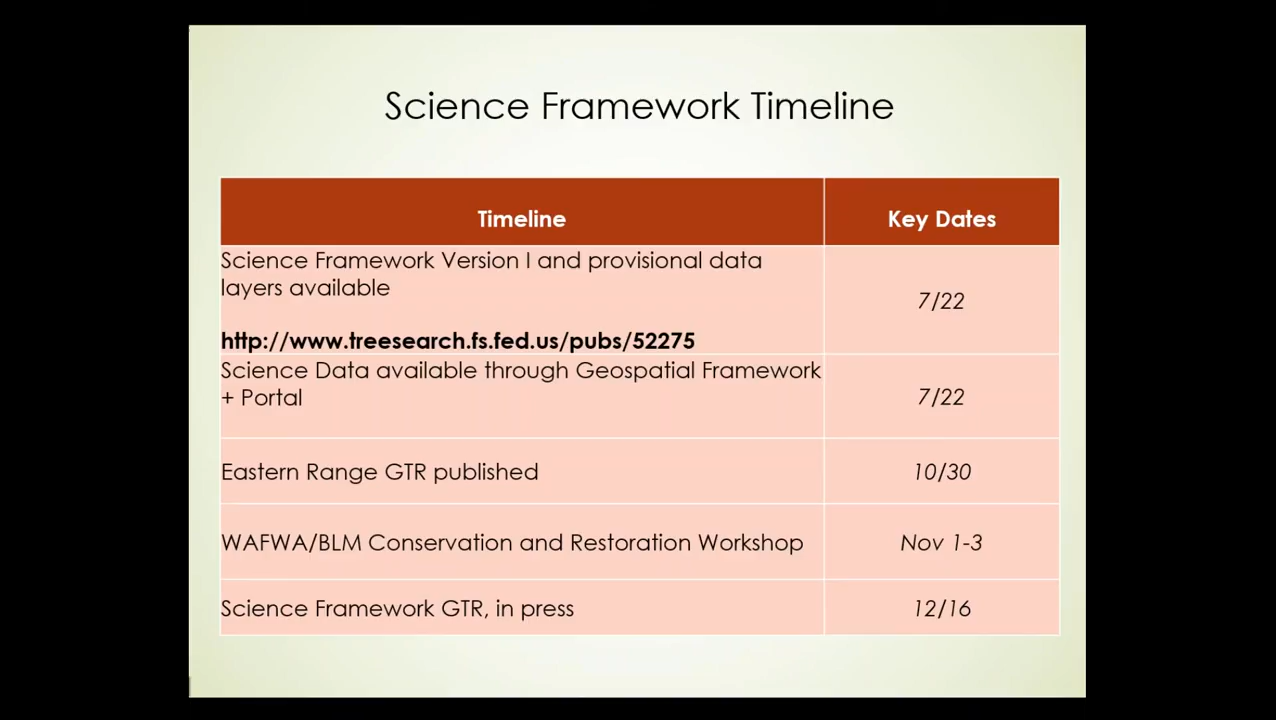 Science Framework Timeline
Timeline
Key Dates
Science Framework Version I and provisional data
layers available
http://www.treesearch.fs.fed.us/pubs/52275
7/22
Science Data available through Geospatial Framework
+ Portal
7/22
Eastern Range GTR published
10/30
WAFWA/BLM Conservation and Restoration Workshop
Nov 1-3
Science Framework GTR, in press
12/16